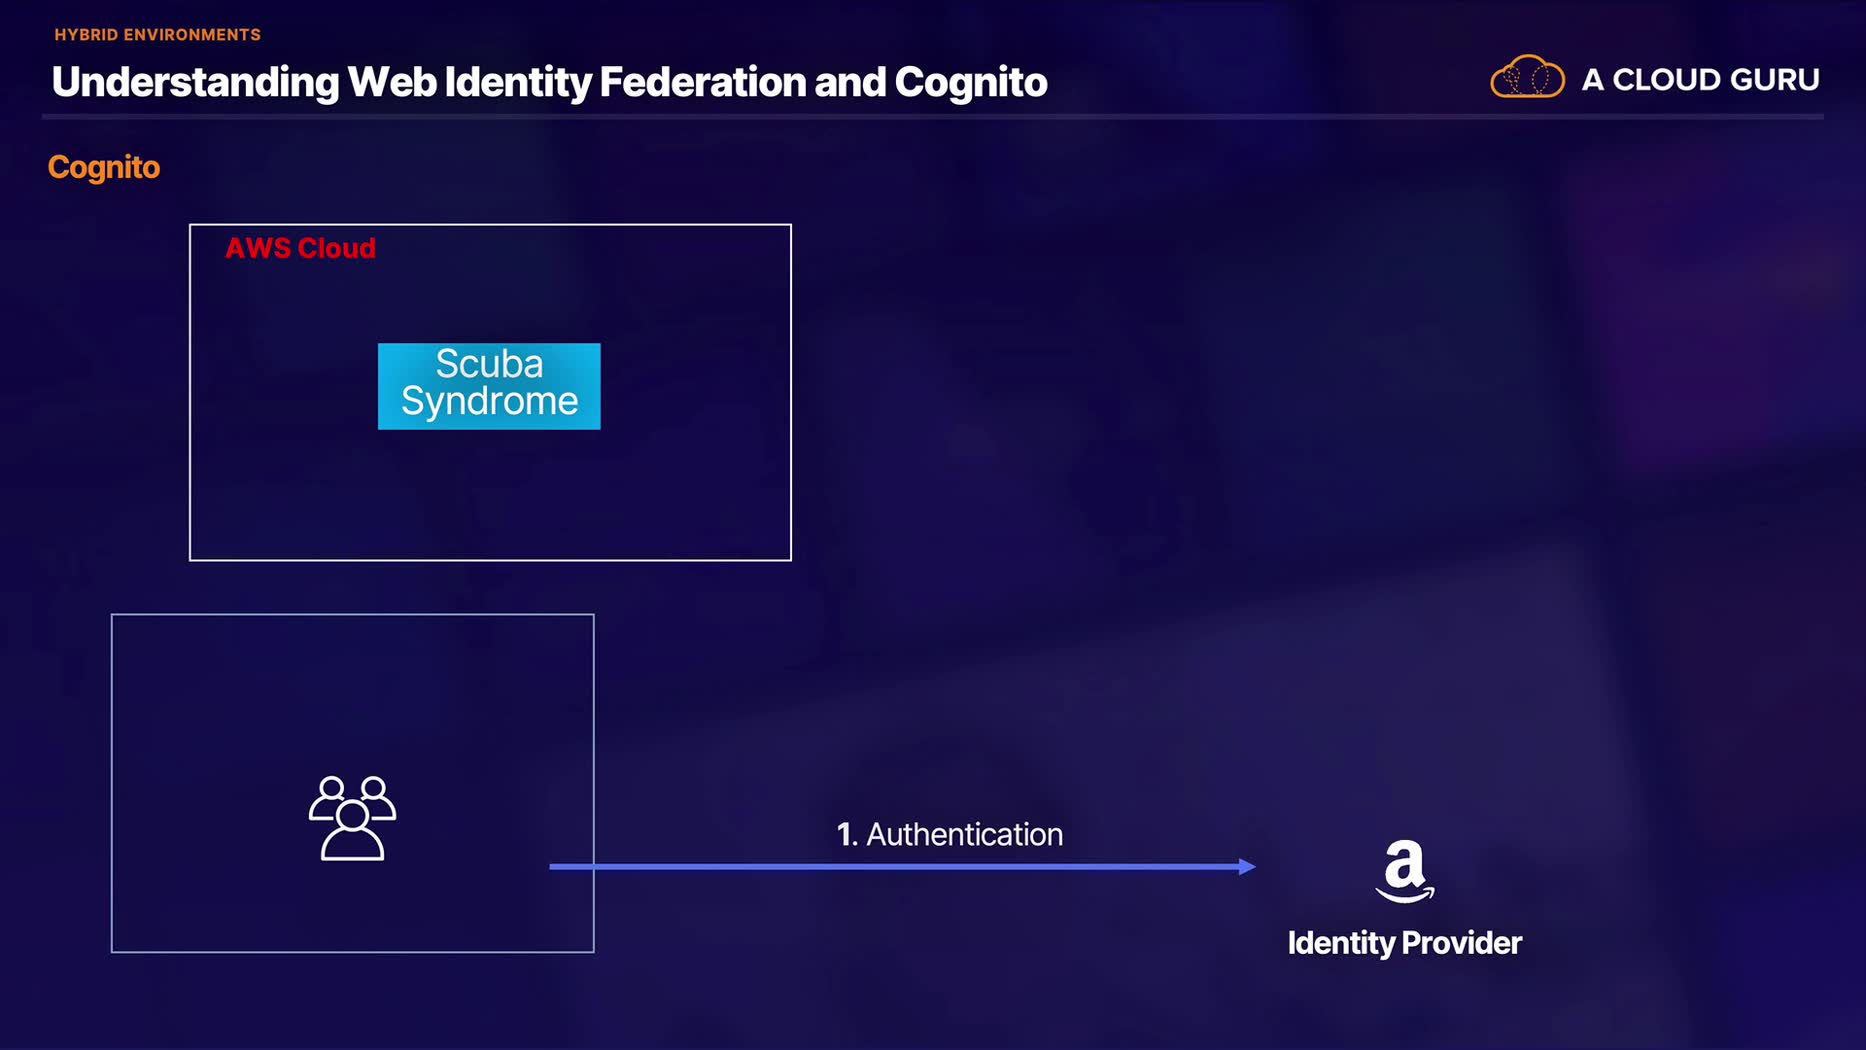 HYBRID ENVIRONMENTS
Understanding Web Identity Federation and Cognito
A CLOUD GURU
Cognito
AWS Cloud
Scuba
Syndrome
1. Authentication
a
Identity Provider